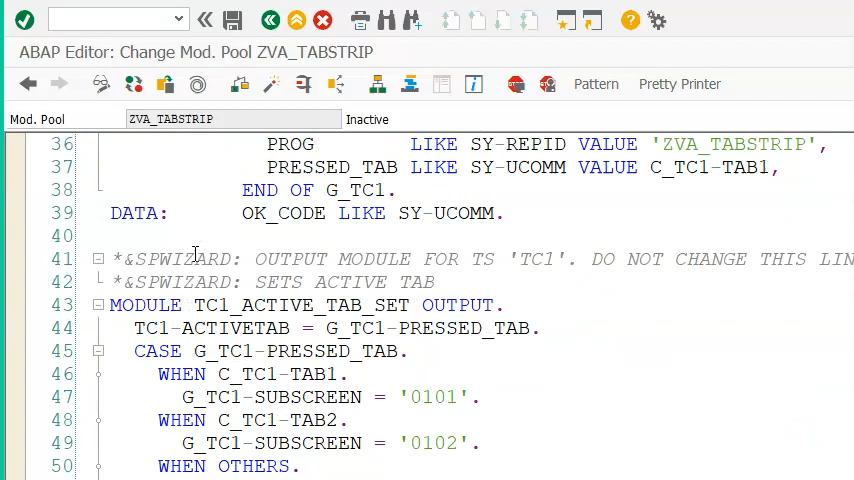 ABAP Editor: Change Mod. Pool ZVA_TABSTRIP
Pattern Pretty Printer
Mod. Pool ZVA_TABSTRIP Inactive
36 PROG LIKE SY-REPID VALUE 'ZVA_TABSTRIP',
37 PRESSED_TAB LIKE SY-UCOMM VALUE C_TC1-TAB1,
38 END OF G_TC1.
39 DATA: OK_CODE LIKE SY-UCOMM.
40
41 *&SPWIZARD: OUTPUT MODULE FOR TS 'TC1'. DO NOT CHANGE THIS LIN
42 *&SPWIZARD: SETS ACTIVE TAB
43 MODULE TC1_ACTIVE_TAB_SET OUTPUT.
44 TC1-ACTIVETAB = G_TC1-PRESSED_TAB.
45 CASE G_TC1-PRESSED_TAB.
46 WHEN C_TC1-TAB1.
47 G_TC1-SUBSCREEN = '0101'.
48 WHEN C_TC1-TAB2.
49 G_TC1-SUBSCREEN = '0102'.
50 WHEN OTHERS.